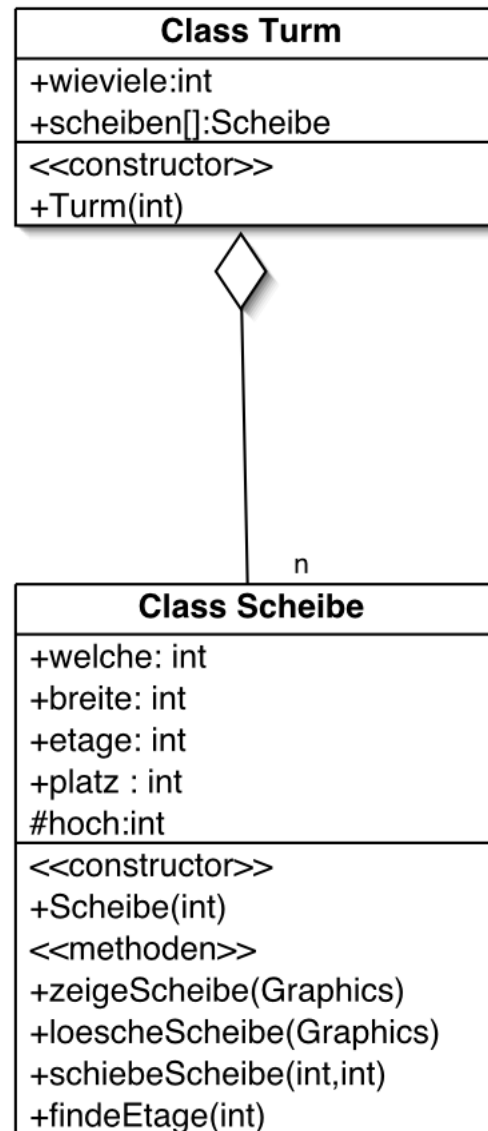 Class Turm
+wieviele:int
+scheiben[]:Scheibe
<<constructor>>
+Turm(int)
n
Class Scheibe
+welche: int
+breite: int
+etage: int
+platz : int
#hoch:int
<<constructor>>
+Scheibe(int)
<<methoden>>
+zeigeScheibe(Graphics)
+loescheScheibe(Graphics)
+schiebeScheibe(int,int)
+findeEtage(int)